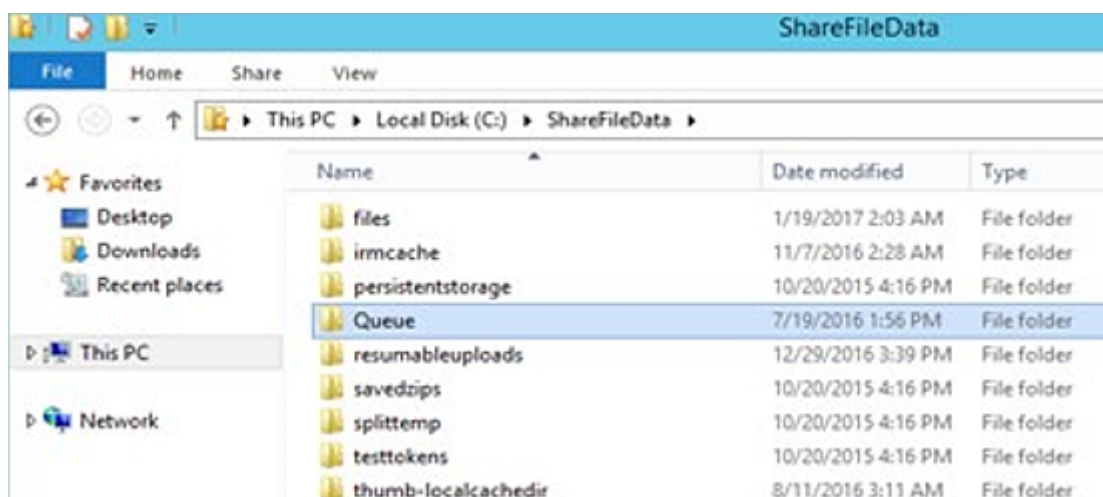 ShareFileData
File Home Share View
This PC Local Disk (C:) ShareFileData
Name Date modified Type
Favorites
Desktop
Downloads
Recent places
This PC
Network
files 1/19/2017 2:03 AM File folder
irmcache 11/7/2016 2:28 AM File folder
persistentstorage 10/20/2015 4:16 PM File folder
Queue 7/19/2016 1:56 PM File folder
resumableuploads 12/29/2016 3:39 PM File folder
savedzips 10/20/2015 4:16 PM File folder
splittemp 10/20/2015 4:16 PM File folder
testtokens 10/20/2015 4:16 PM File folder
thumb-localcachedir 8/11/2016 3:11 AM File folder